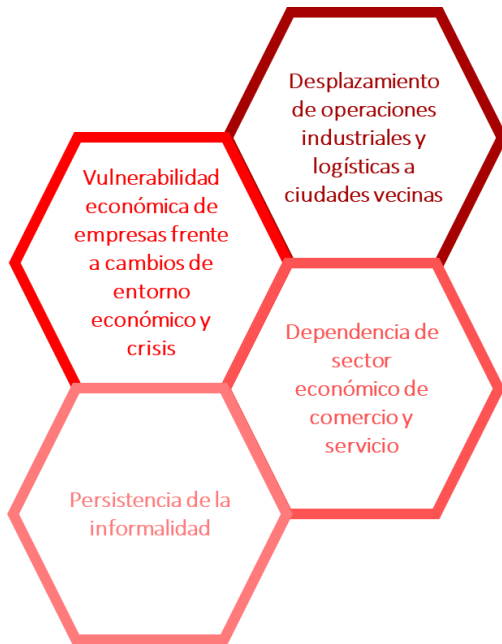 Desplazamiento
de operaciones
industriales y
logísticas a
ciudades vecinas
Vulnerabilidad
económica de
empresas frente
a cambios de
entorno
económico y
crisis
Dependencia de
sector
económico de
comercio y
servicio
Persistencia de la
informalidad